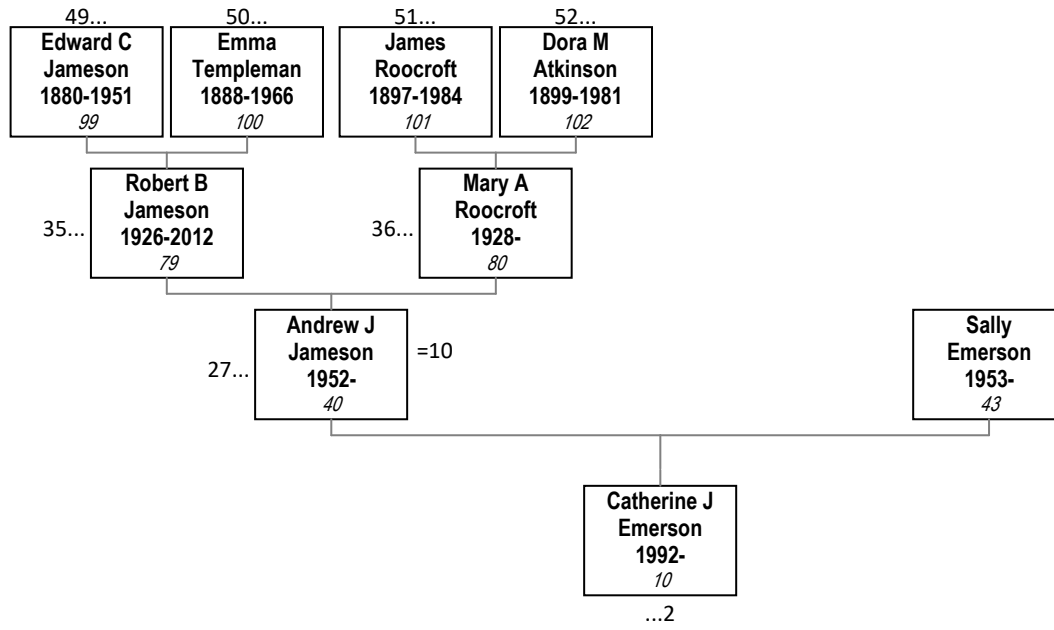 49... 50... 51... 52...
Edward C
Jameson
1880-1951
99
Emma
Templeman
1888-1966
100
James
Roocroft
1897-1984
101
Dora M
Atkinson
1899-1981
102
35...
Robert B
Jameson
1926-2012
79
36...
Mary A
Roocroft
1928-
80
27...
Andrew J
Jameson
1952-
40
=10
Sally
Emerson
1953-
43
Catherine J
Emerson
1992-
10
...2